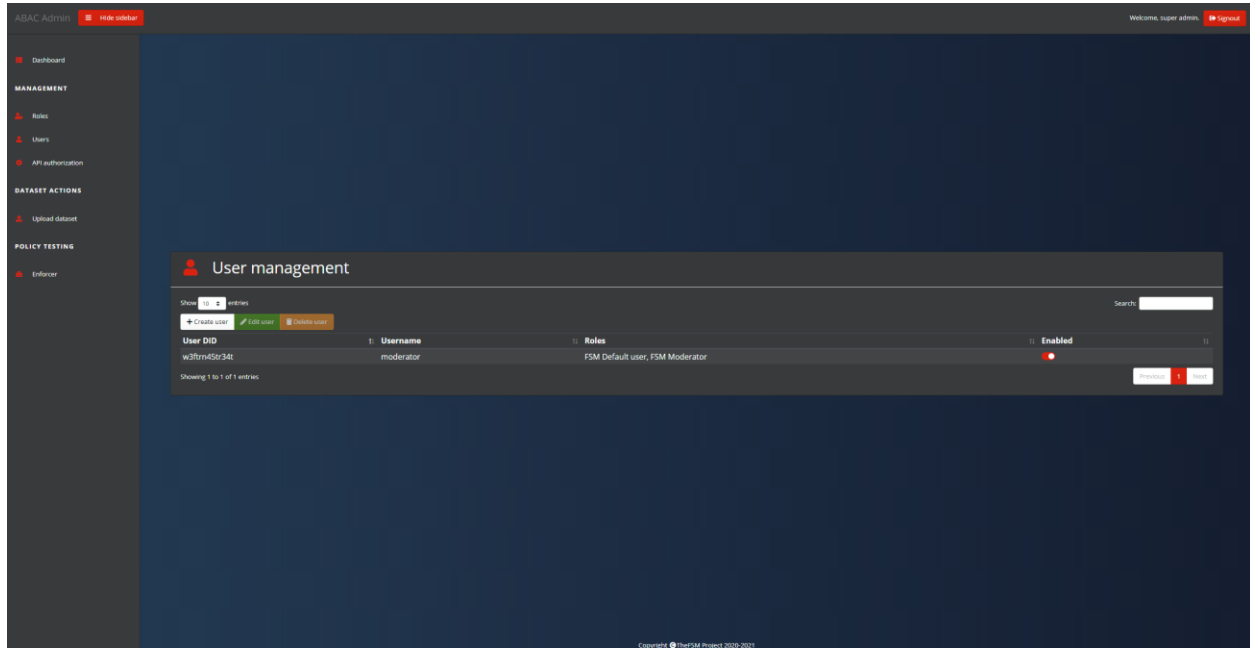 ABAC Admin Hide sidebar Welcome, super admin. Signout
Dashboard
MANAGEMENT
Roles
Users
API authorization
DATASET ACTIONS
Upload dataset
POLICY TESTING
Enforcer
User management
Show 10 entries Search:
Create user Edit user Delete user
User DID Username Roles Enabled
w3ftrn45tr34t moderator FSM Default user, FSM Moderator
Showing 1 to 1 of 1 entries Previous 1 Next
Copyright © TheFSM Project 2020-2021